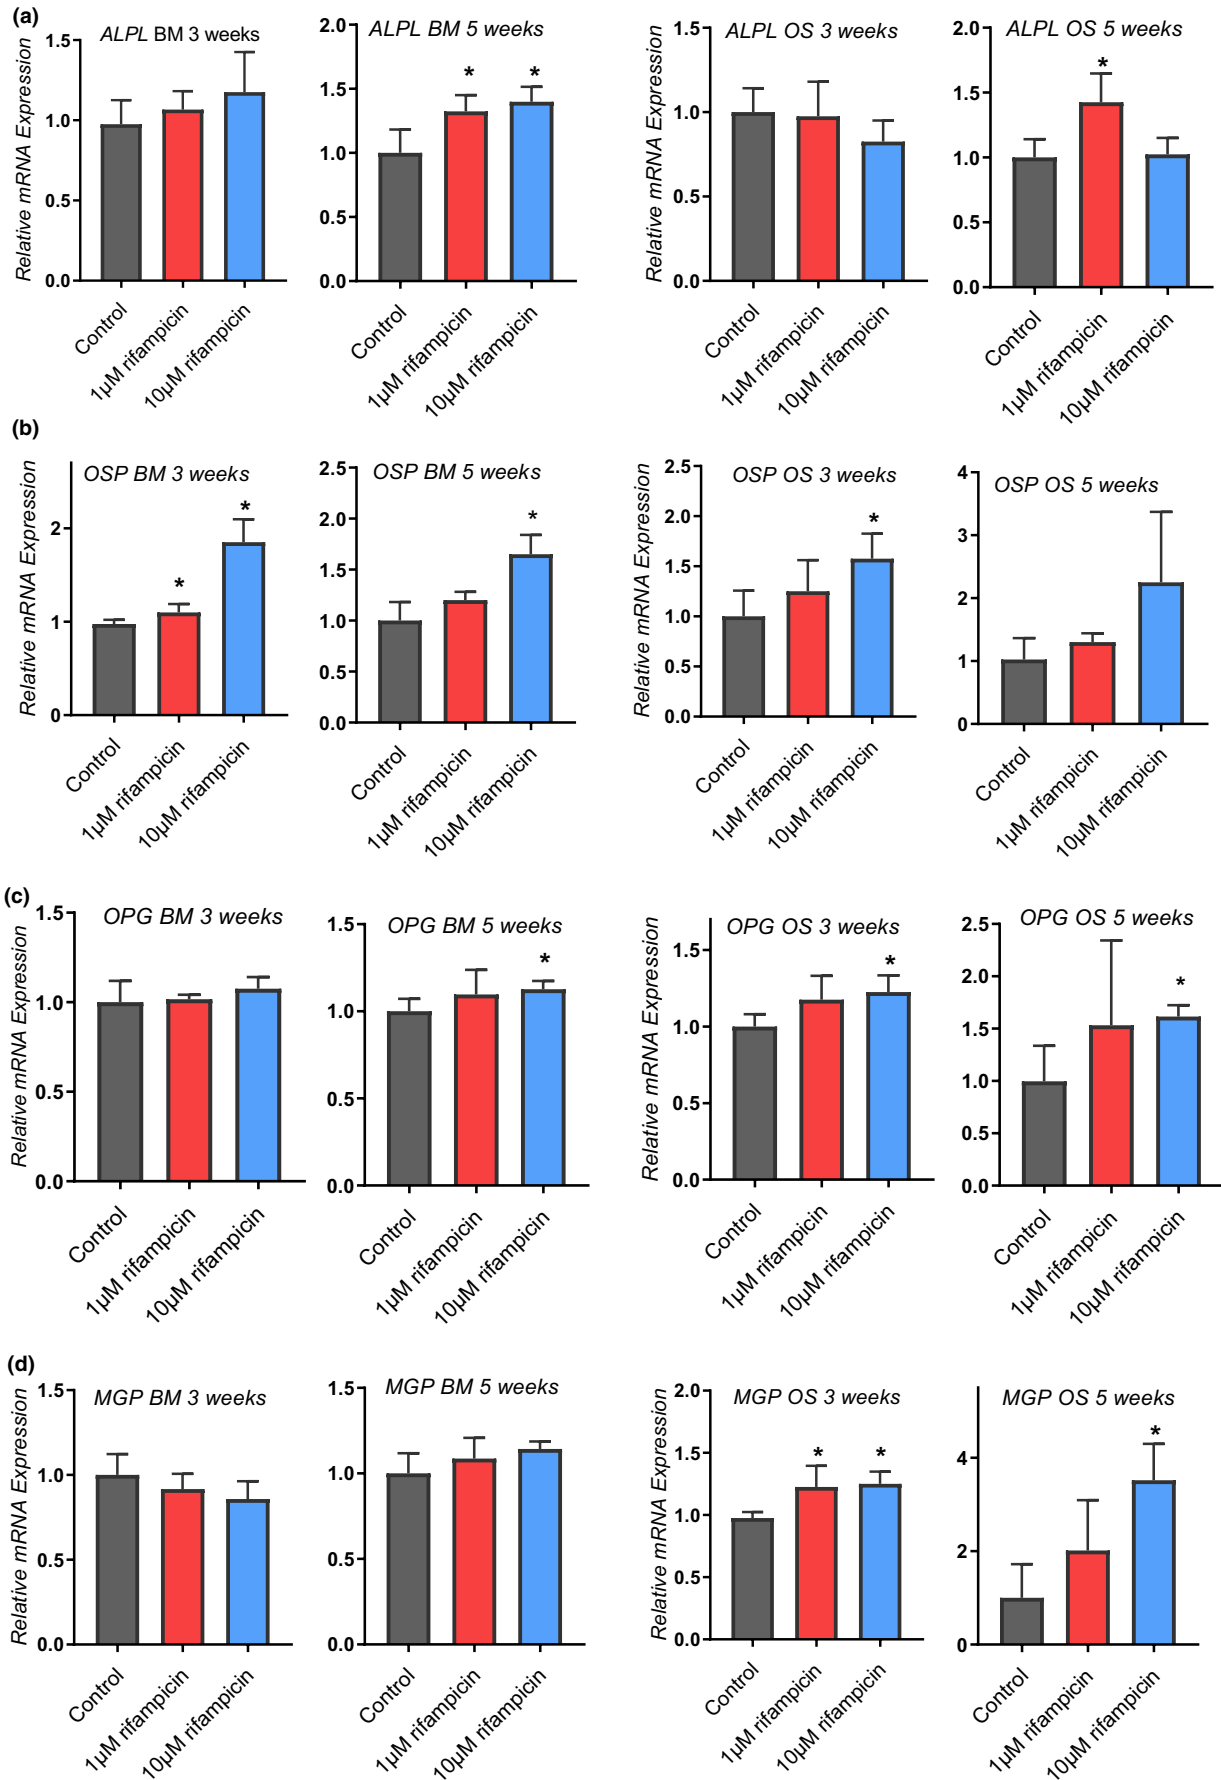 (a)
ALPL BM 3 weeks
Relative mRNA Expression
1.5
1.0
0.5
0.0
Control
1µM rifampicin
10µM rifampicin
ALPL BM 5 weeks
2.0
1.5
1.0
0.5
0.0
* *
Control
1µM rifampicin
10µM rifampicin
ALPL OS 3 weeks
Relative mRNA Expression
1.5
1.0
0.5
0.0
Control
1µM rifampicin
10µM rifampicin
ALPL OS 5 weeks
2.0
1.5
1.0
0.5
0.0
*
Control
1µM rifampicin
10µM rifampicin
(b)
OSP BM 3 weeks
Relative mRNA Expression
2
1
0
* *
Control
1µM rifampicin
10µM rifampicin
OSP BM 5 weeks
2.5
2.0
1.5
1.0
0.5
0.0
*
Control
1µM rifampicin
10µM rifampicin
OSP OS 3 weeks
Relative mRNA Expression
2.5
2.0
1.5
1.0
0.5
0.0
*
Control
1µM rifampicin
10µM rifampicin
OSP OS 5 weeks
4
3
2
1
0
Control
1µM rifampicin
10µM rifampicin
(c)
OPG BM 3 weeks
Relative mRNA Expression
1.5
1.0
0.5
0.0
Control
1µM rifampicin
10µM rifampicin
OPG BM 5 weeks
1.5
1.0
0.5
0.0
*
Control
1µM rifampicin
10µM rifampicin
OPG OS 3 weeks
Relative mRNA Expression
1.5
1.0
0.5
0.0
*
Control
1µM rifampicin
10µM rifampicin
OPG OS 5 weeks
2.5
2.0
1.5
1.0
0.5
0.0
*
Control
1µM rifampicin
10µM rifampicin
(d)
MGP BM 3 weeks
Relative mRNA Expression
1.5
1.0
0.5
0.0
Control
1µM rifampicin
10µM rifampicin
MGP BM 5 weeks
1.5
1.0
0.5
0.0
Control
1µM rifampicin
10µM rifampicin
MGP OS 3 weeks
Relative mRNA Expression
2.0
1.5
1.0
0.5
0.0
* *
Control
1µM rifampicin
10µM rifampicin
MGP OS 5 weeks
4
2
0
*
Control
1µM rifampicin
10µM rifampicin